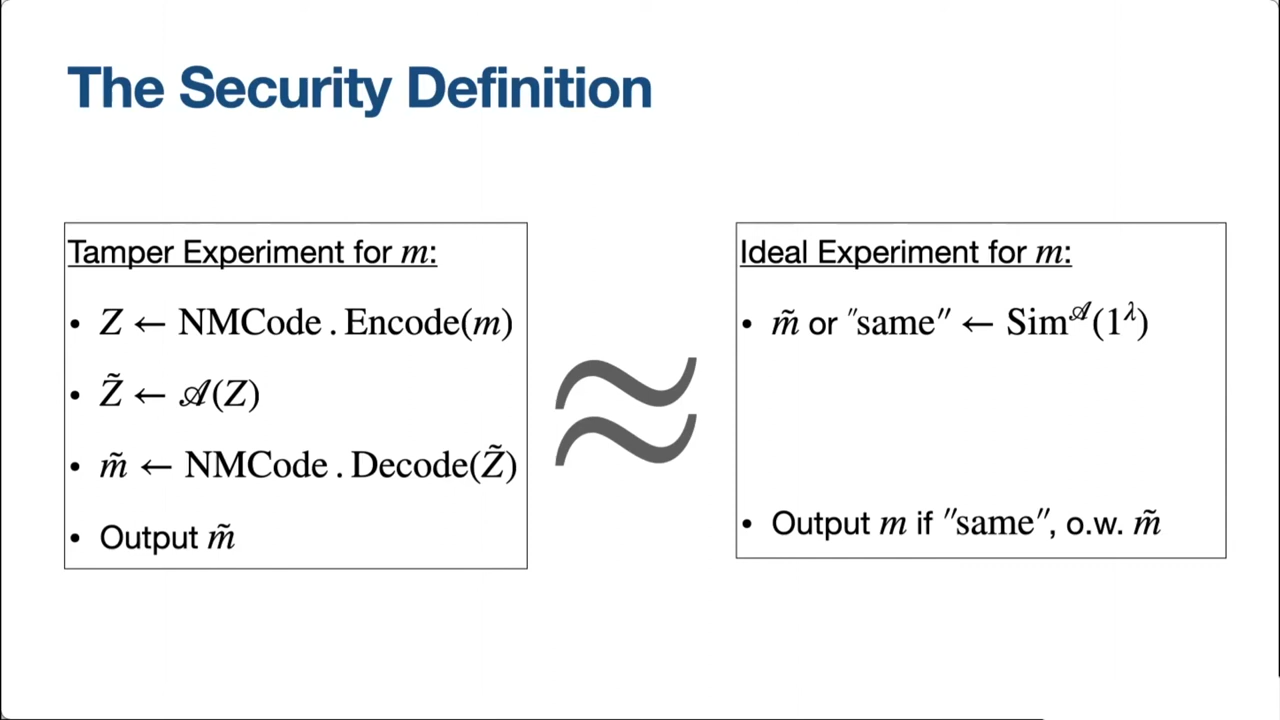 The Security Definition
Tamper Experiment for m:
• Z ← NMCode . Encode(m)
• Z̃ ← 𝒜(Z)
• m̃ ← NMCode . Decode(Z̃)
• Output m̃
≈
Ideal Experiment for m:
• m̃ or "same" ← Sim^𝒜(1^λ)
• Output m if "same", o.w. m̃